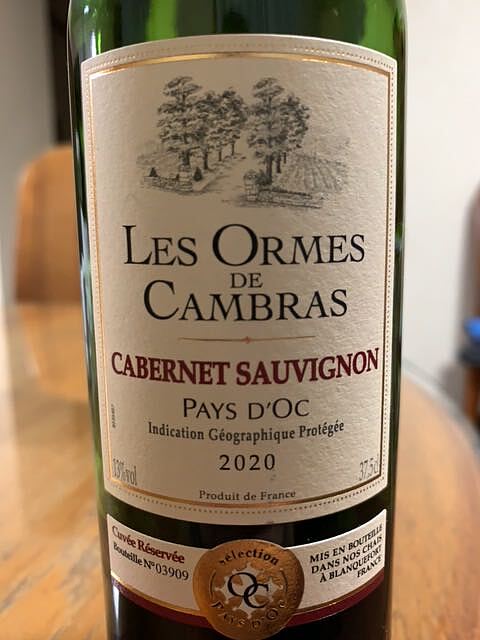 LES ORMES
DE
CAMBRAS
CABERNET SAUVIGNON
PAYS D'OC
Indication Géographique Protégée
2020
13%vol
37,5cl
Produit de France
Cuvée Réservée
Bouteille N°03909
sélection
OC
PAYS D'OC
MIS EN BOUTEILLE
DANS NOS CHAIS
À BLANQUEFORT
FRANCE